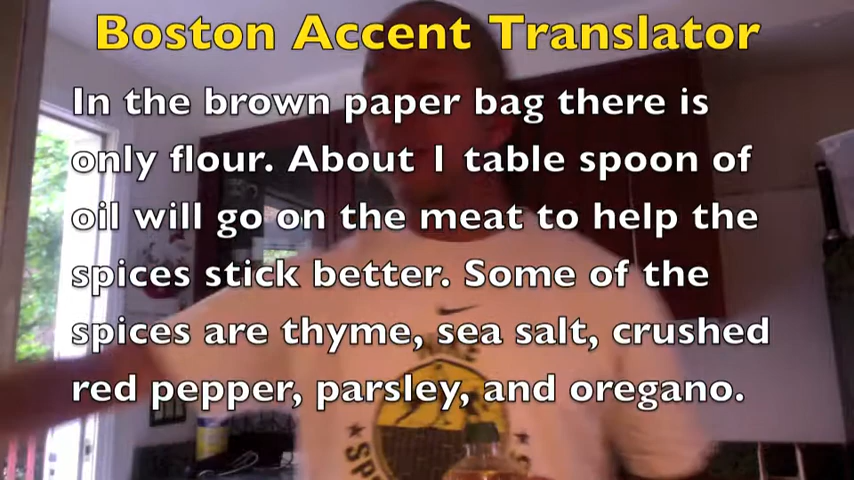 Boston Accent Translator
In the brown paper bag there is
only flour. About 1 table spoon of
oil will go on the meat to help the
spices stick better. Some of the
spices are thyme, sea salt, crushed
red pepper, parsley, and oregano.